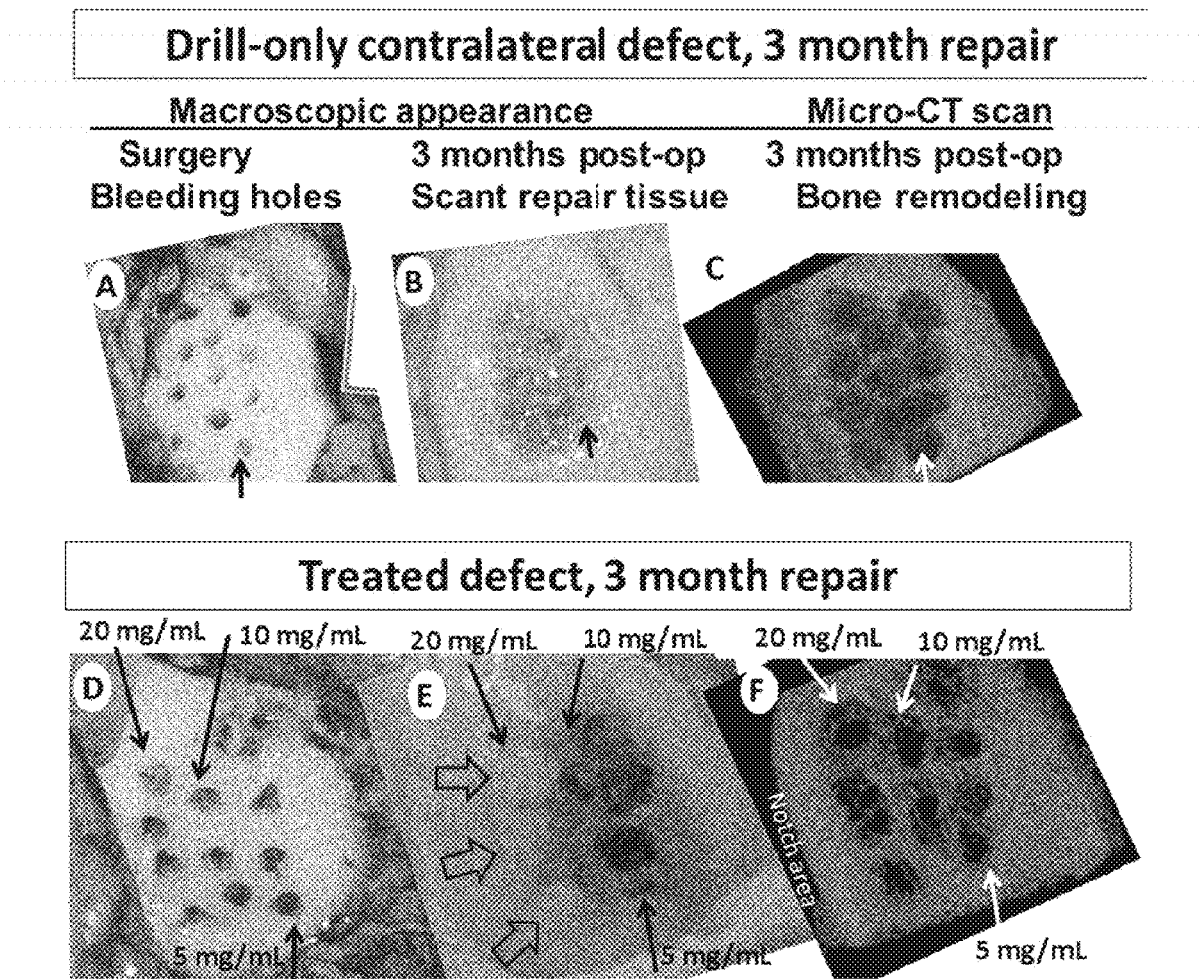 Drill-only contralateral defect, 3 month repair
Macroscopic appearance Micro-CT scan
Surgery 3 months post-op 3 months post-op
Bleeding holes Scant repair tissue Bone remodeling
A B C
Treated defect, 3 month repair
20 mg/mL 10 mg/mL 20 mg/mL 10 mg/mL 20 mg/mL 10 mg/mL
D E F
Notch area
5 mg/mL 5 mg/mL 5 mg/mL